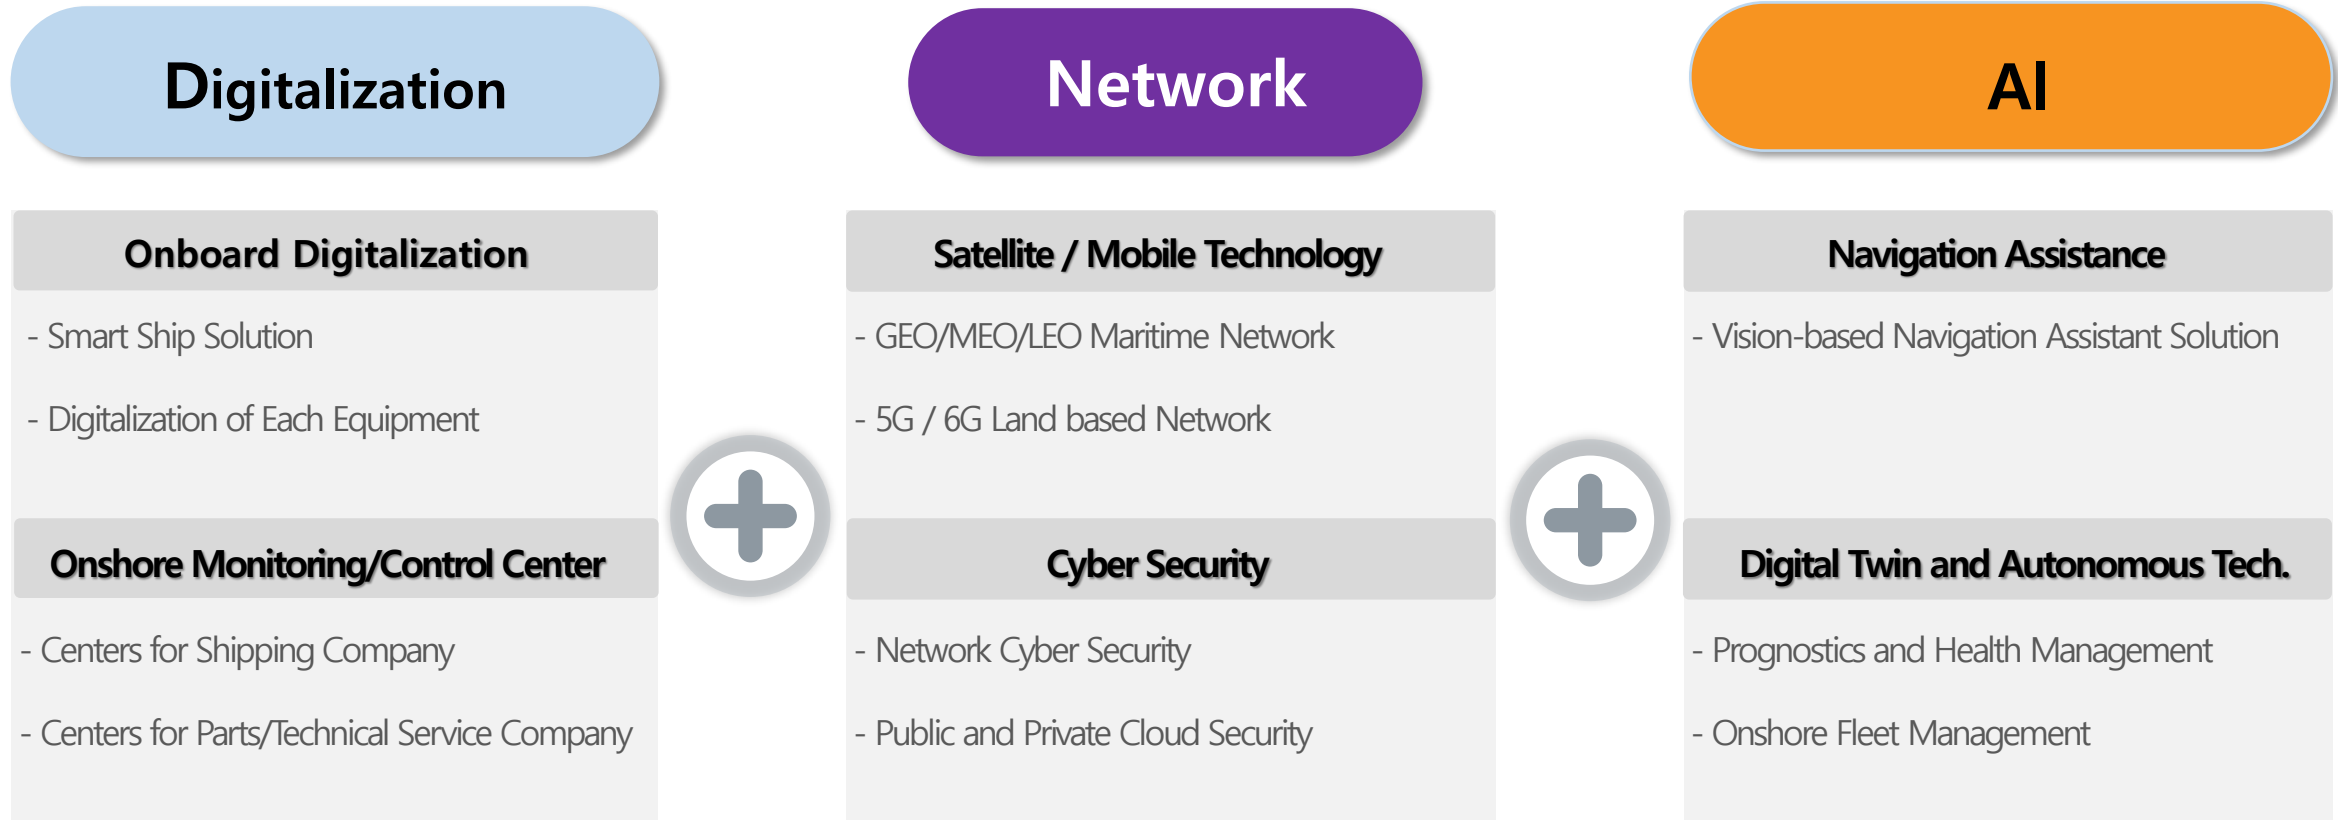 Digitalization
Network
AI
Onboard Digitalization
- Smart Ship Solution
- Digitalization of Each Equipment
Onshore Monitoring/Control Center
- Centers for Shipping Company
- Centers for Parts/Technical Service Company
Satellite / Mobile Technology
- GEO/MEO/LEO Maritime Network
- 5G / 6G Land based Network
Cyber Security
- Network Cyber Security
- Public and Private Cloud Security
Navigation Assistance
- Vision-based Navigation Assistant Solution
Digital Twin and Autonomous Tech.
- Prognostics and Health Management
- Onshore Fleet Management